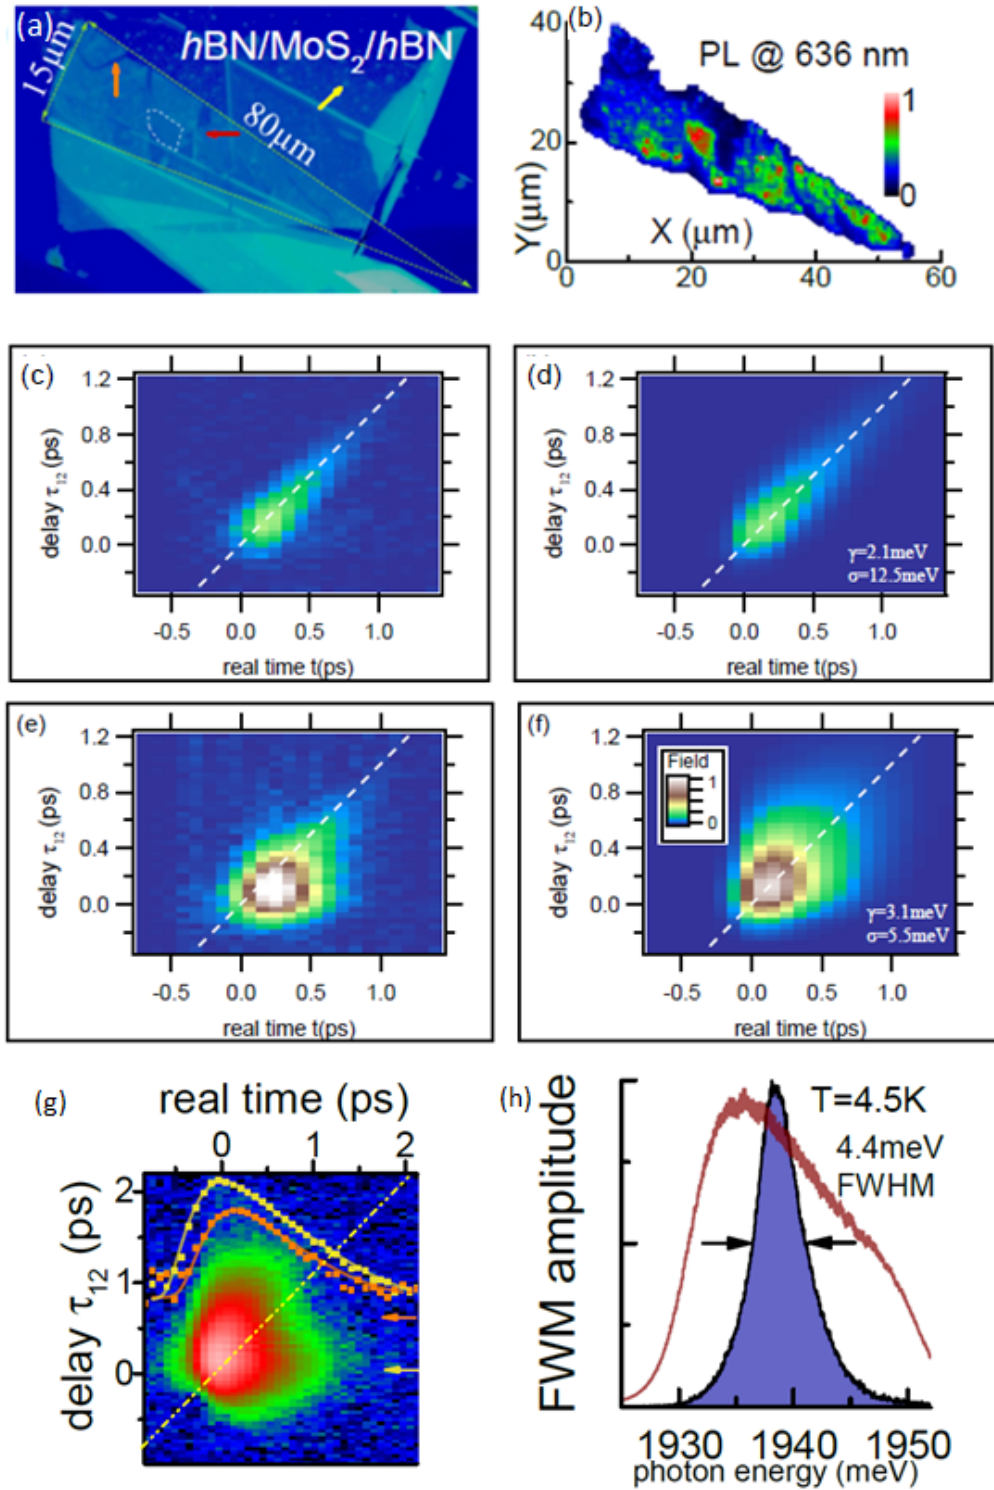 (a)
hBN/MoS2/hBN
15μm
80μm
(b)
PL @ 636 nm
1
0
40
20
0
Y(μm)
X (μm)
0 20 40 60
(c)
1.2
0.8
0.4
0.0
delay τ12 (ps)
-0.5 0.0 0.5 1.0
real time t(ps)
(d)
1.2
0.8
0.4
0.0
delay τ12 (ps)
γ=2.1meV
σ=12.5meV
-0.5 0.0 0.5 1.0
real time t(ps)
(e)
1.2
0.8
0.4
0.0
delay τ12 (ps)
-0.5 0.0 0.5 1.0
real time t(ps)
(f)
Field
1
0
1.2
0.8
0.4
0.0
delay τ12 (ps)
γ=3.1meV
σ=5.5meV
-0.5 0.0 0.5 1.0
real time t(ps)
(g)
real time (ps)
0 1 2
2
1
0
delay τ12 (ps)
(h)
T=4.5K
4.4meV
FWHM
FWM amplitude
1930 1940 1950
photon energy (meV)